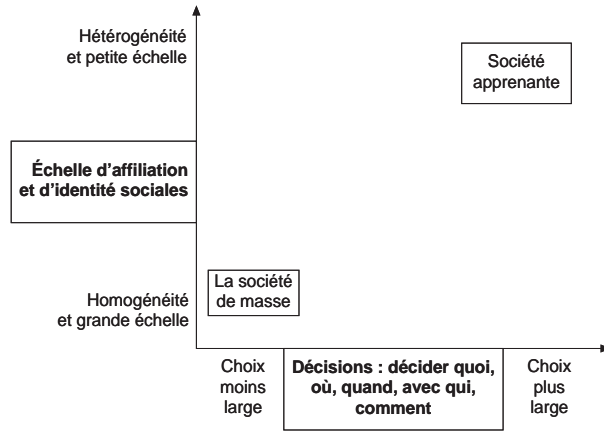 Hétérogénéité
et petite échelle
Société
apprenante
Échelle d'affiliation
et d'identité sociales
La société
de masse
Homogénéité
et grande échelle
Choix
moins
large
Décisions : décider quoi,
où, quand, avec qui,
comment
Choix
plus
large